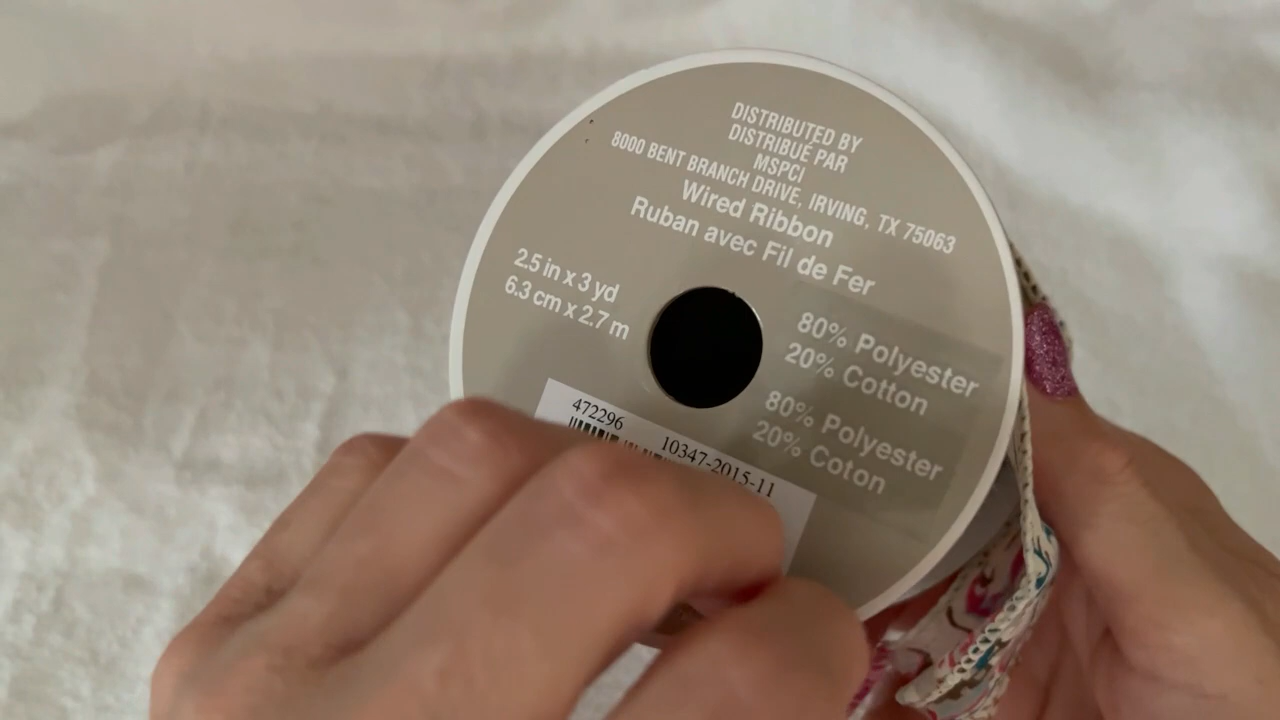 DISTRIBUTED BY
DISTRIBUÉ PAR
MSPCI
8000 BENT BRANCH DRIVE, IRVING, TX 75063
Wired Ribbon
Ruban avec Fil de Fer
2.5 in x 3 yd
6.3 cm x 2.7 m
80% Polyester
20% Cotton
80% Polyester
20% Coton
472296
10347-2015-11